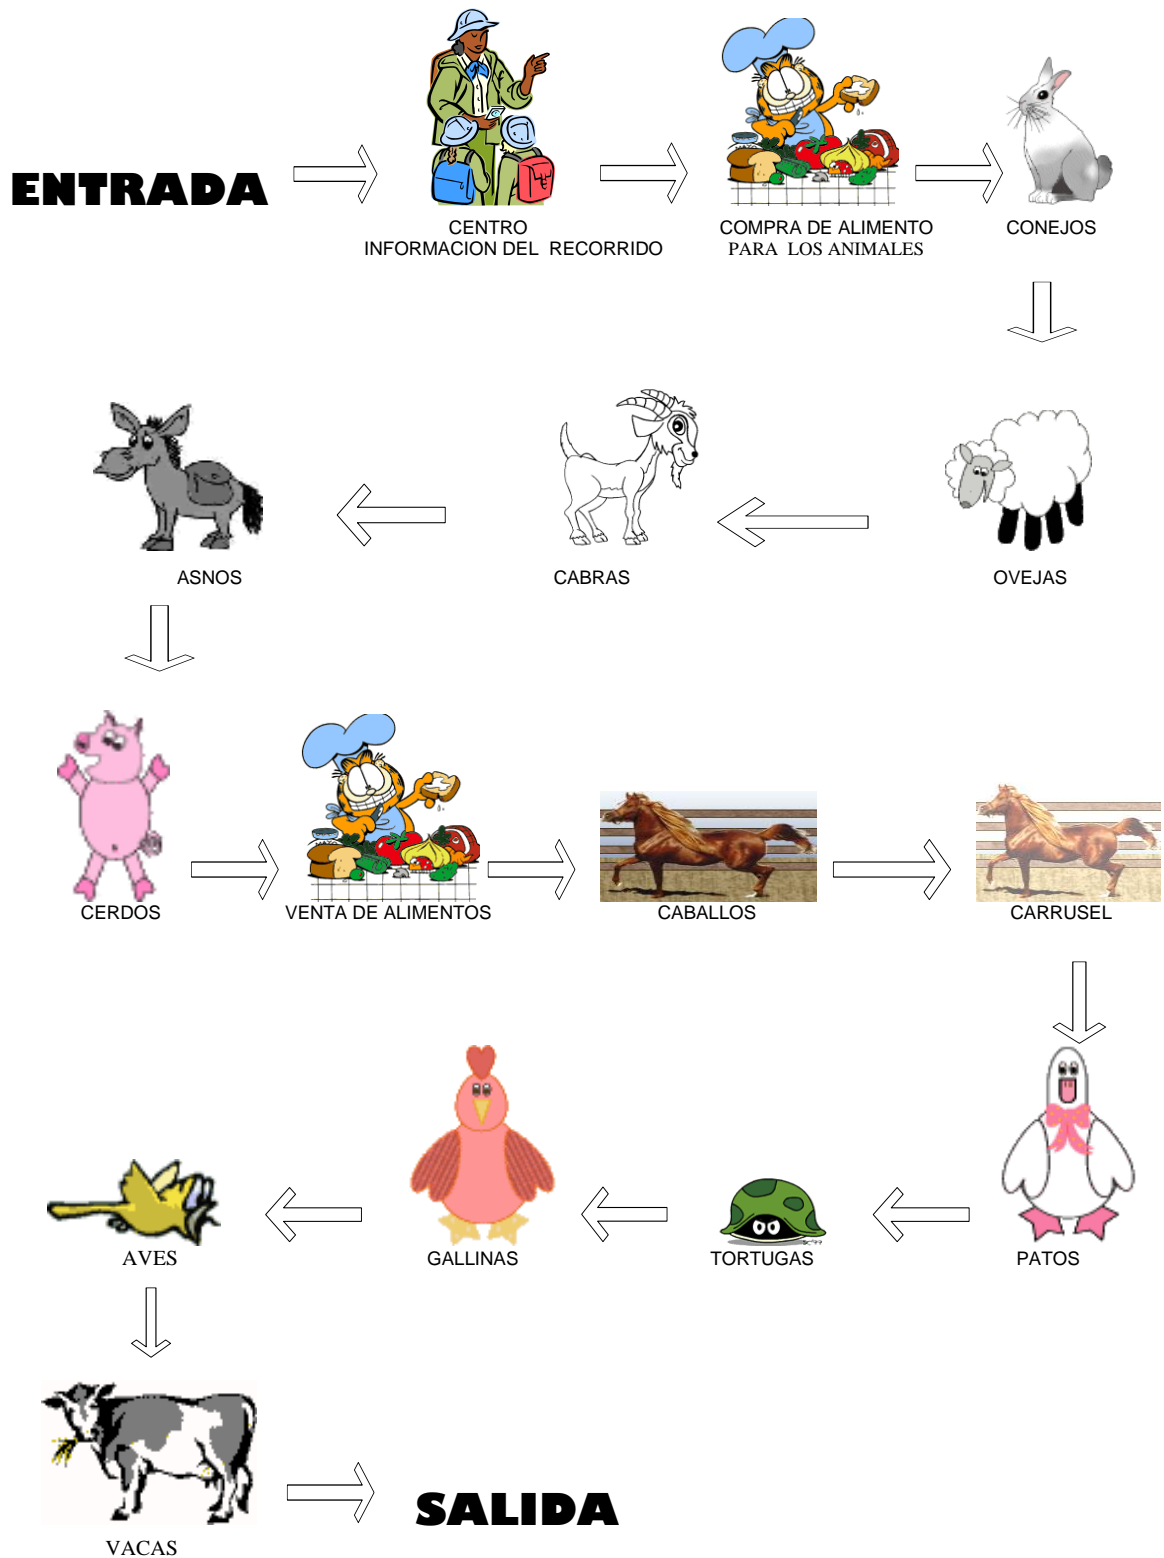 ENTRADA
CENTRO
INFORMACION DEL RECORRIDO
COMPRA DE ALIMENTO
PARA LOS ANIMALES
CONEJOS
ASNOS
CABRAS
OVEJAS
CERDOS
VENTA DE ALIMENTOS
CABALLOS
CARRUSEL
AVES
GALLINAS
TORTUGAS
PATOS
VACAS
SALIDA